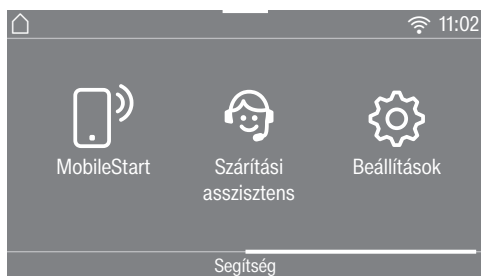 11:02
MobileStart
Szárítási
asszisztens
Beállítások
Segítség